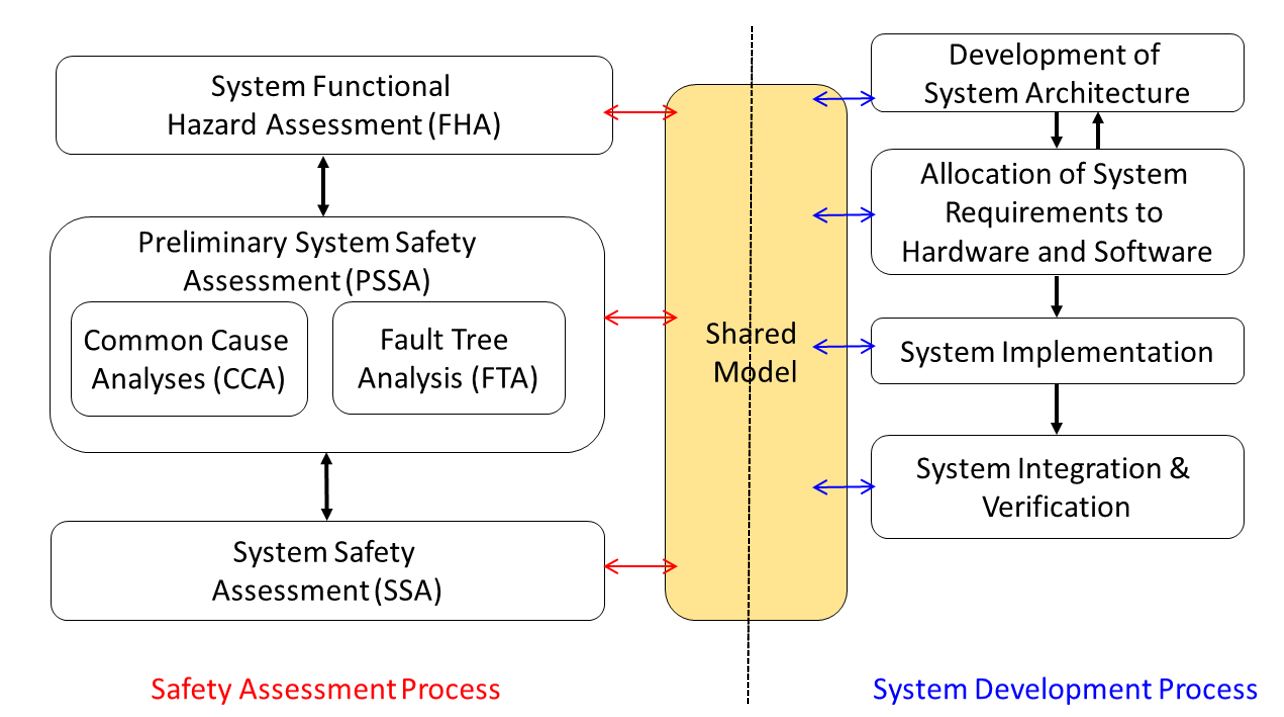 System Functional
Hazard Assessment (FHA)
Preliminary System Safety
Assessment (PSSA)
Common Cause
Analyses (CCA)
Fault Tree
Analysis (FTA)
System Safety
Assessment (SSA)
Safety Assessment Process
Shared
Model
Development of
System Architecture
Allocation of System
Requirements to
Hardware and Software
System Implementation
System Integration &
Verification
System Development Process